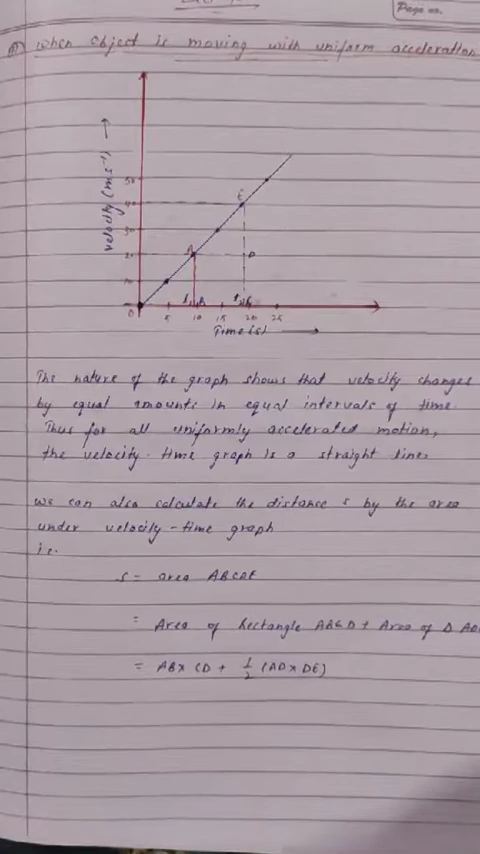 Page no.
when object is moving with uniform acceleration
velocity (ms⁻¹) →
50
40
30
20
10
0
E
A
D
t₁ B
t₂ C
5 10 15 20 25
Time (s) →
The nature of the graph shows that velocity changes
by equal amounts in equal intervals of time.
Thus for all uniformly accelerated motion,
the velocity-time graph is a straight line.
we can also calculate the distance s by the area
under velocity-time graph
i.e.
s = area ABCDE
= Area of Rectangle ABCD + Area of Δ ADE
= AB x CD + 1/2 (AD x DE)